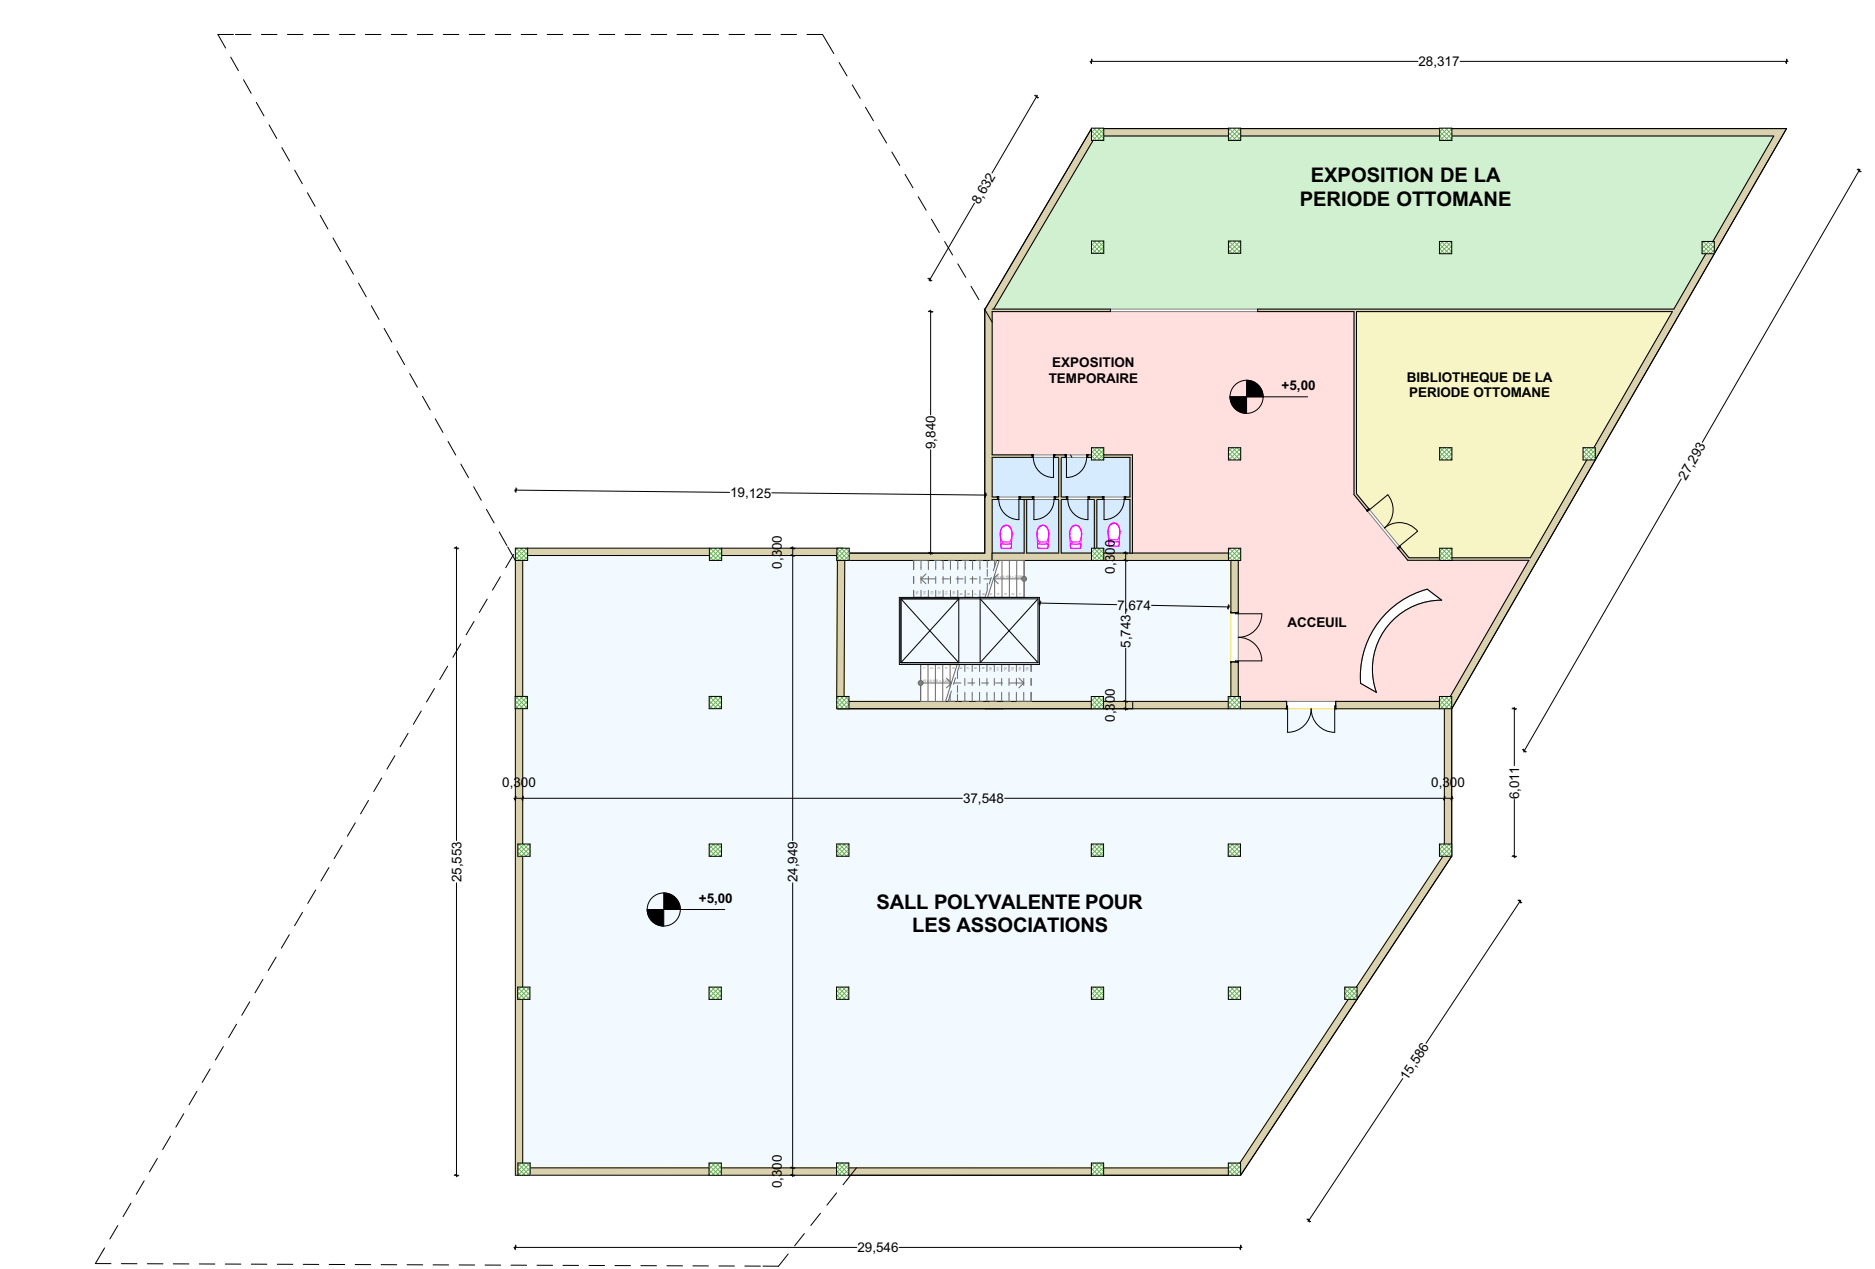 28,317
8,632
EXPOSITION DE LA
PERIODE OTTOMANE
EXPOSITION
TEMPORAIRE
+5,00
BIBLIOTHEQUE DE LA
PERIODE OTTOMANE
9,840
27,293
19,125
0,300
0,300
7,674
5,743
ACCEUIL
0,300
0,300
37,548
0,300
6,011
25,553
24,949
+5,00
SALL POLYVALENTE POUR
LES ASSOCIATIONS
15,586
0,300
29,546